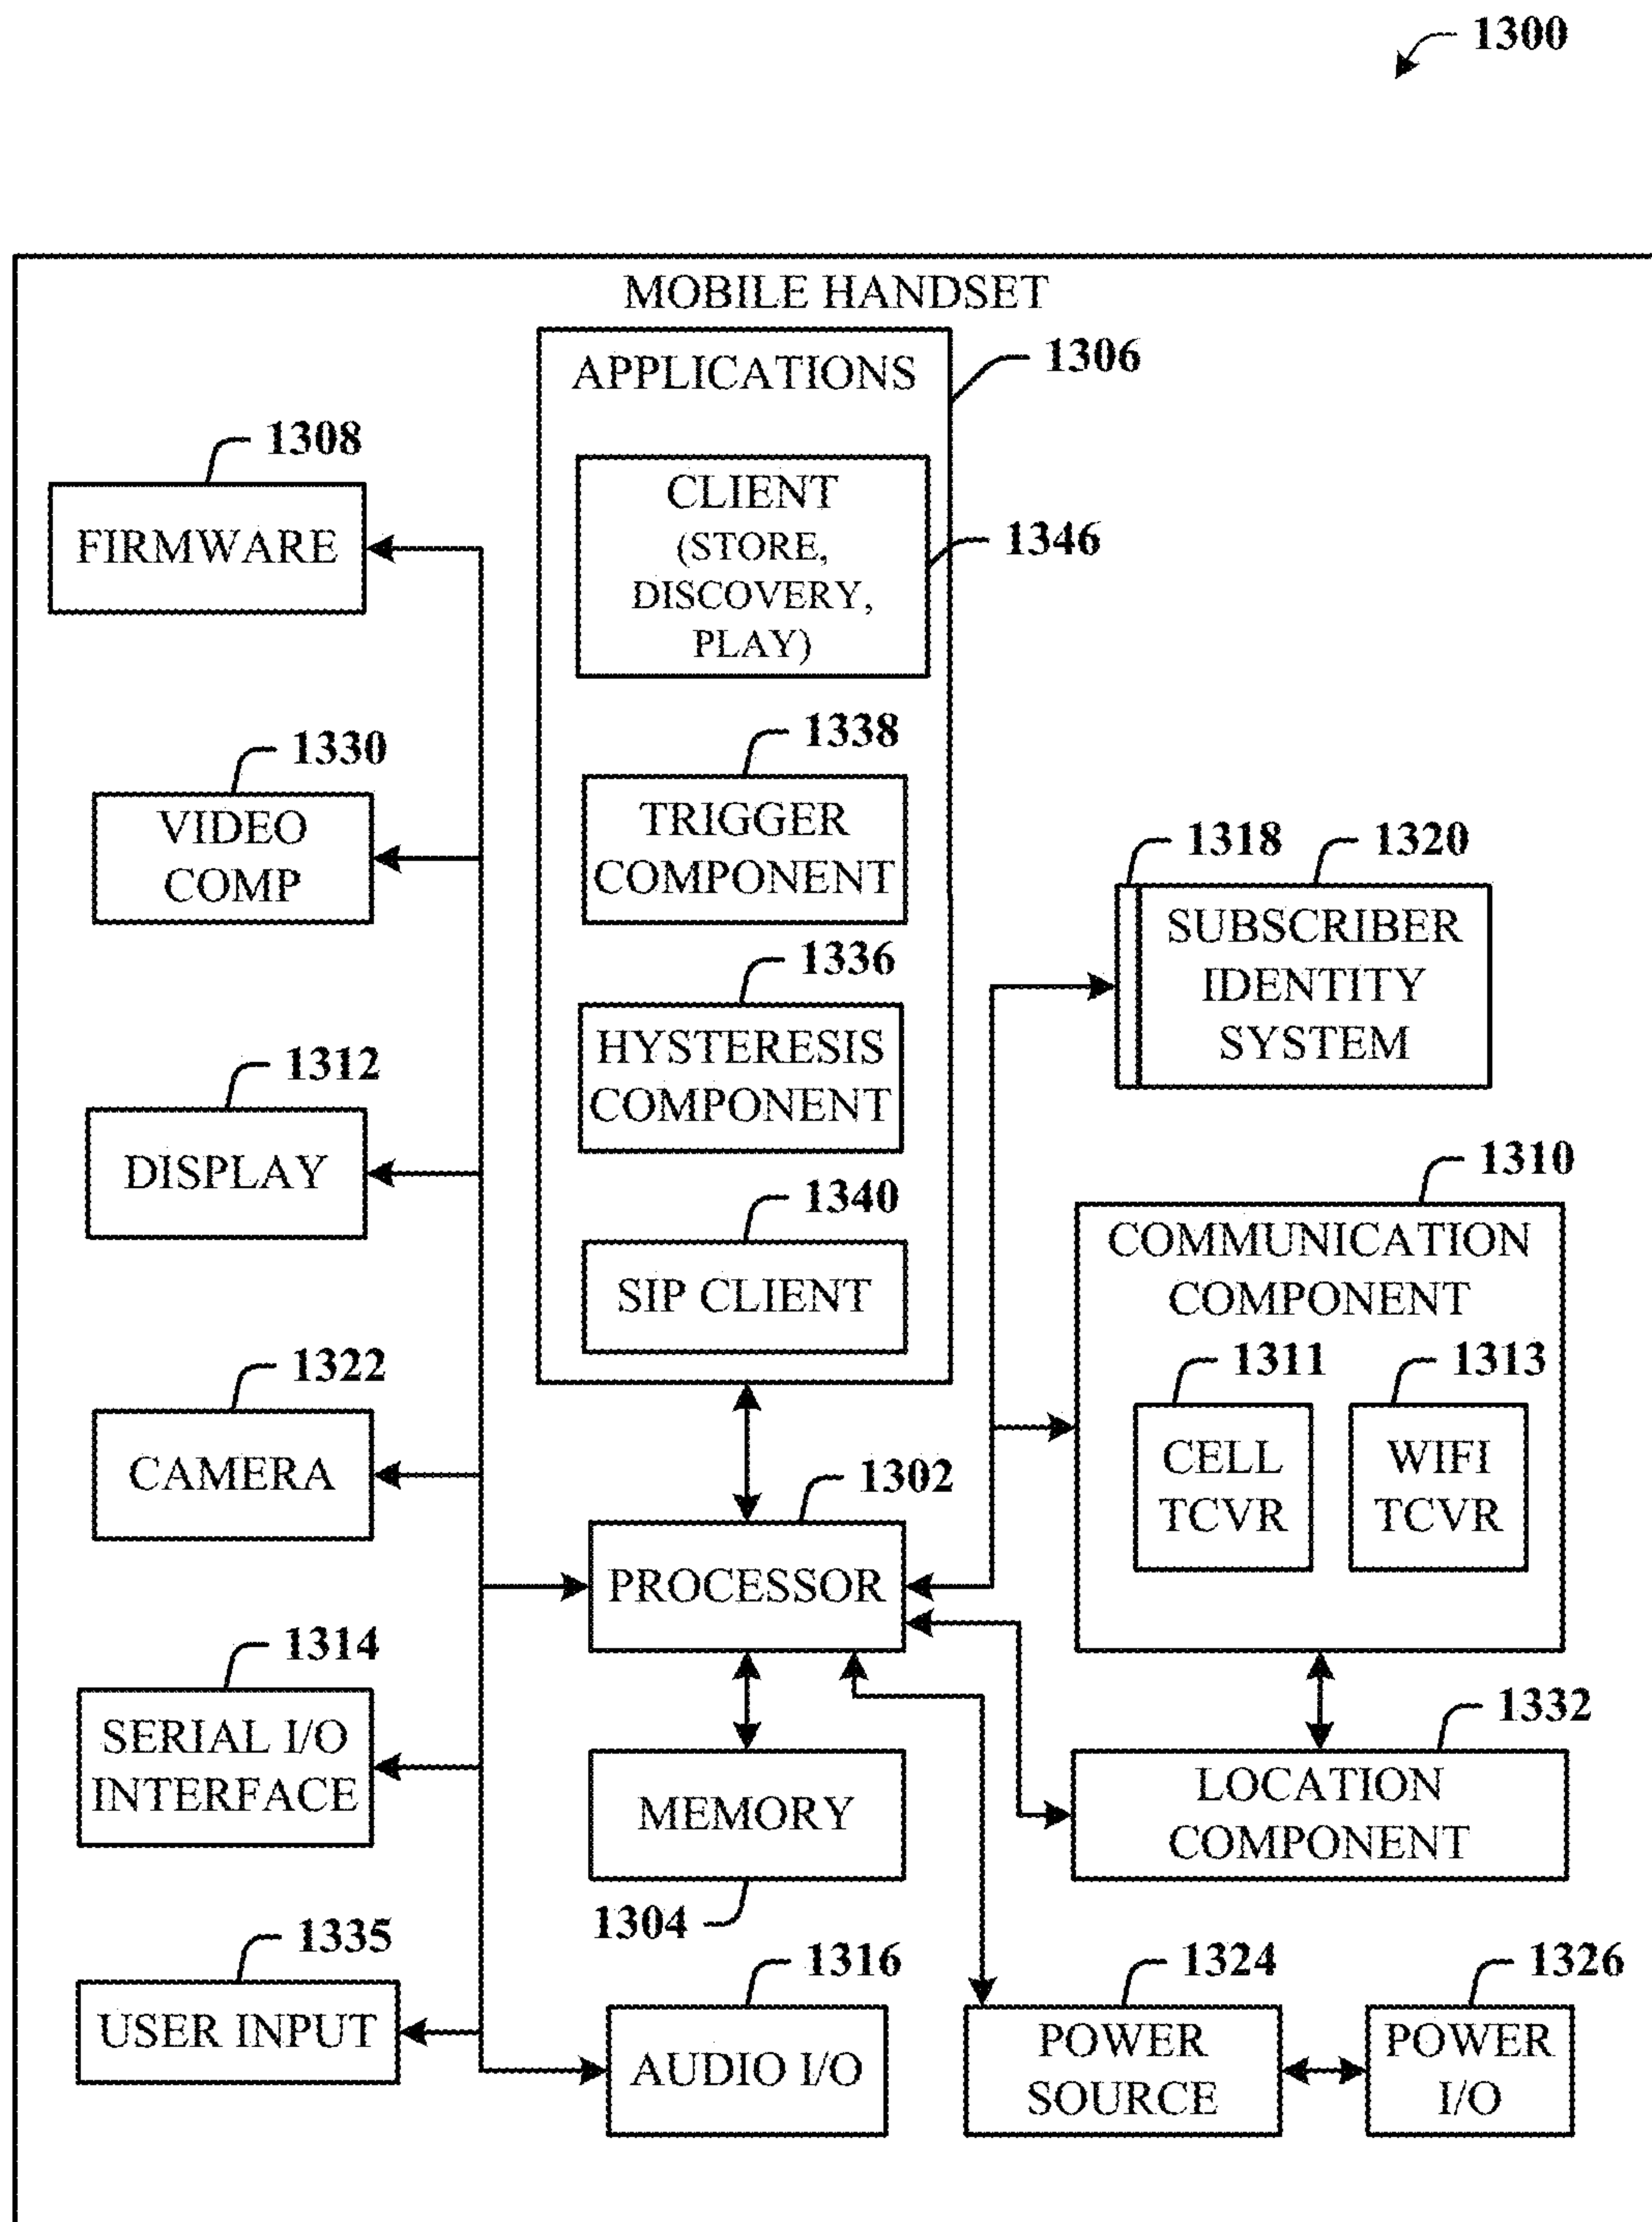 1300
MOBILE HANDSET
APPLICATIONS
1306
CLIENT
(STORE,
DISCOVERY,
PLAY)
1346
1308
FIRMWARE
1338
TRIGGER
COMPONENT
1330
VIDEO
COMP
1318
1320
SUBSCRIBER
IDENTITY
SYSTEM
1336
HYSTERESIS
COMPONENT
1312
DISPLAY
1310
COMMUNICATION
COMPONENT
1311
CELL
TCVR
1313
WIFI
TCVR
1340
SIP CLIENT
1322
CAMERA
1302
PROCESSOR
1314
SERIAL I/O
INTERFACE
MEMORY
1304
1332
LOCATION
COMPONENT
1335
USER INPUT
1316
AUDIO I/O
1324
POWER
SOURCE
1326
POWER
I/O